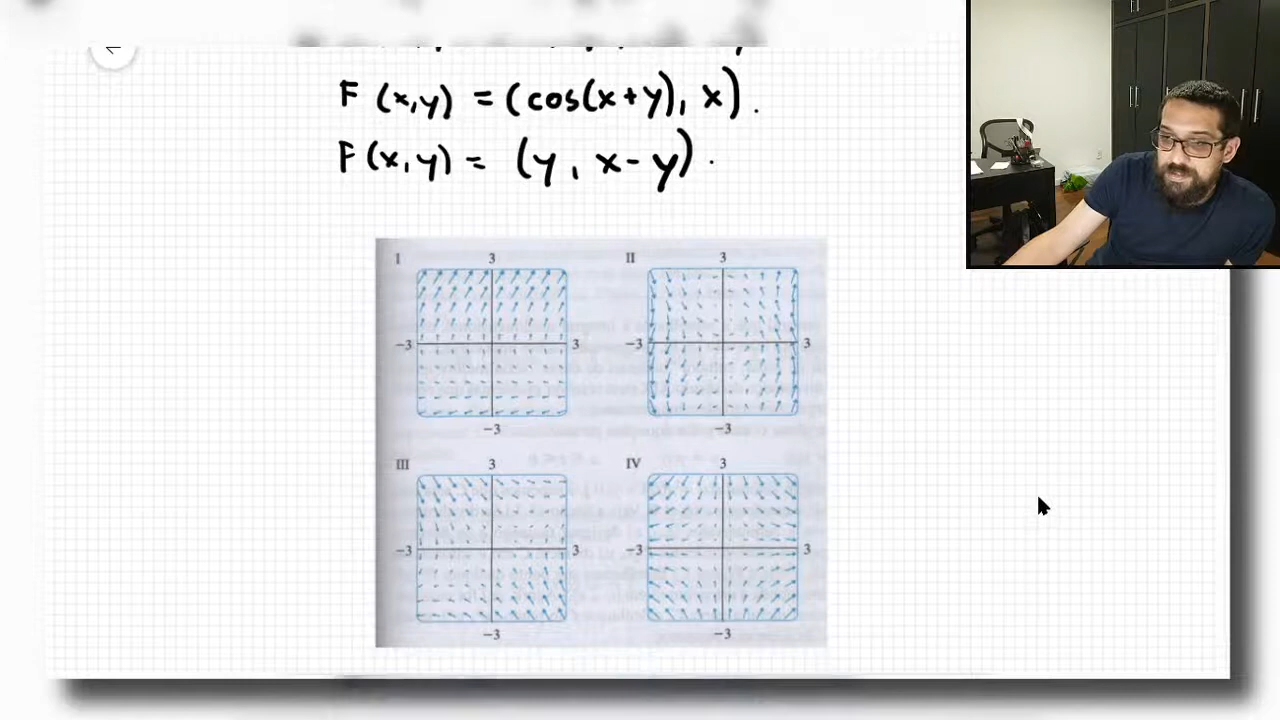 F (x,y) = (cos(x+y), x).
F(x,y) = (y, x-y).
I 3 II 3
-3 3 -3 3
-3 -3
III 3 IV 3
-3 3 -3 3
-3 -3